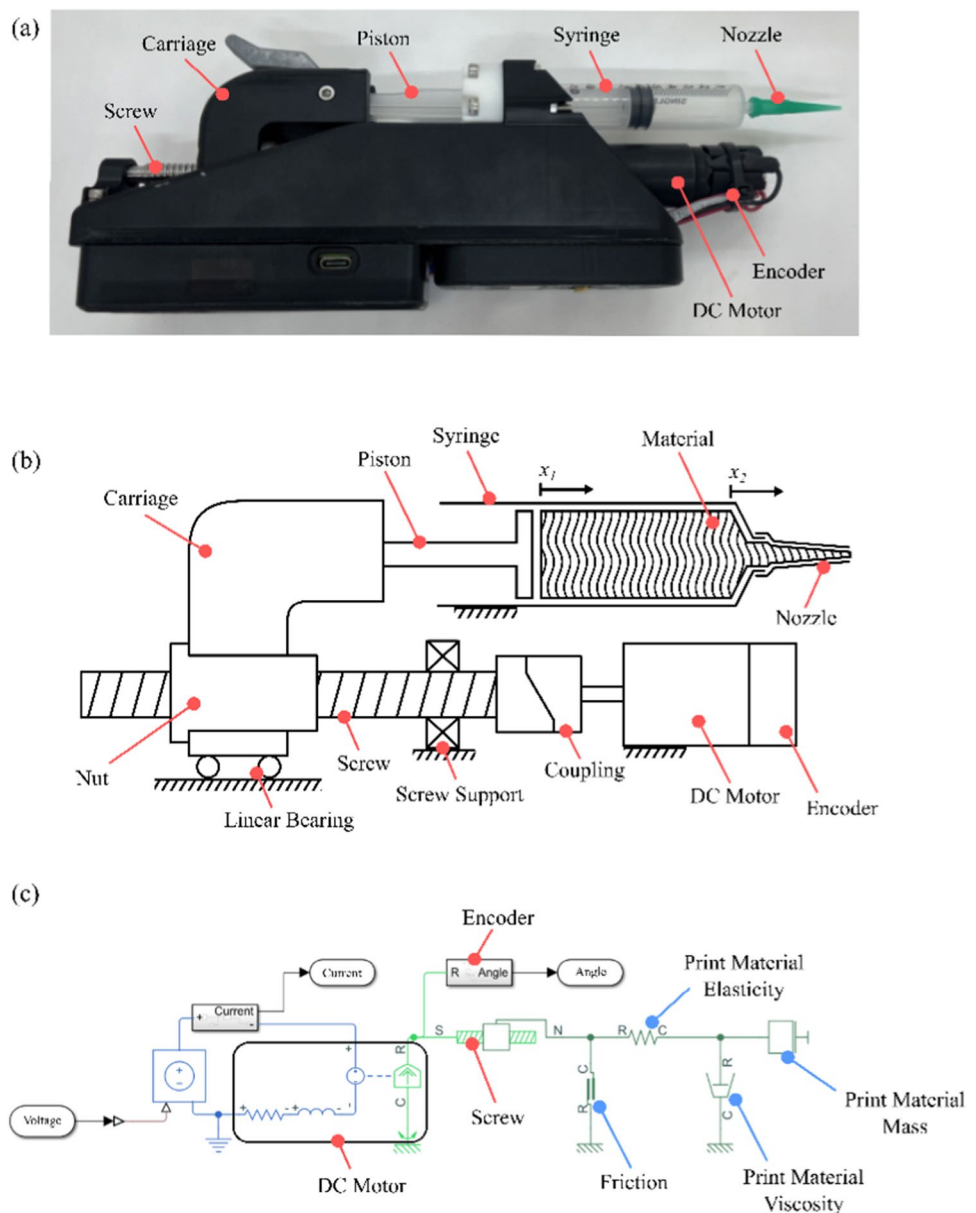 (a)
Carriage
Piston
Syringe
Nozzle
Screw
Encoder
DC Motor
(b)
Syringe
Material
Piston
x1
x2
Carriage
Nozzle
Nut
Screw
Coupling
Screw Support
DC Motor
Encoder
Linear Bearing
(c)
Encoder
Current
R Angle
Angle
Print Material
Elasticity
+ Current
-
S
N
R
C
R
C
C
R
R
C
+
-
+ - + -
Voltage
Screw
Print Material
Mass
DC Motor
Friction
Print Material
Viscosity